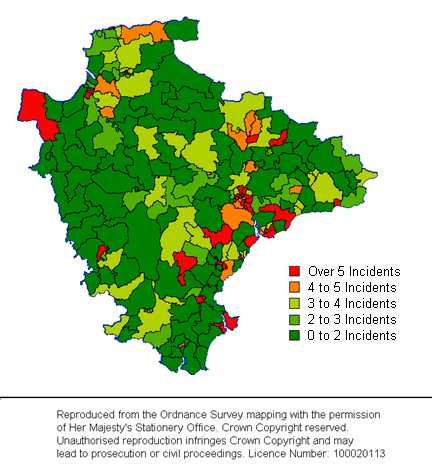 Over 5 Incidents
4 to 5 Incidents
3 to 4 Incidents
2 to 3 Incidents
0 to 2 Incidents
Reproduced from the Ordnance Survey mapping with the permission
of Her Majesty's Stationery Office. Crown Copyright reserved.
Unauthorised reproduction infringes Crown Copyright and may
lead to prosecution or civil proceedings. Licence Number: 100020113